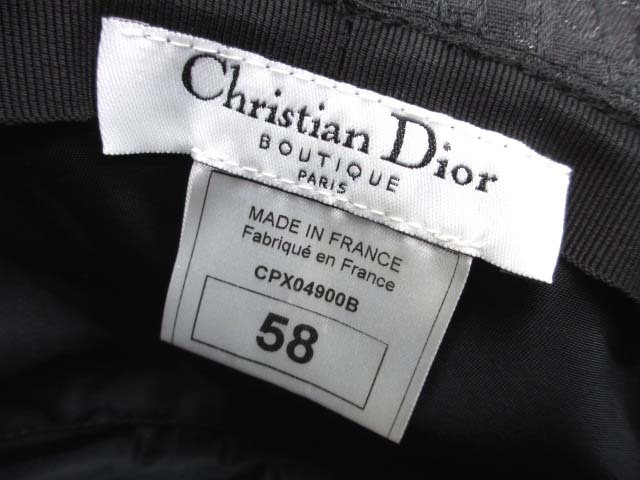 Christian Dior
BOUTIQUE
PARIS
MADE IN FRANCE
Fabriqué en France
CPX04900B
58